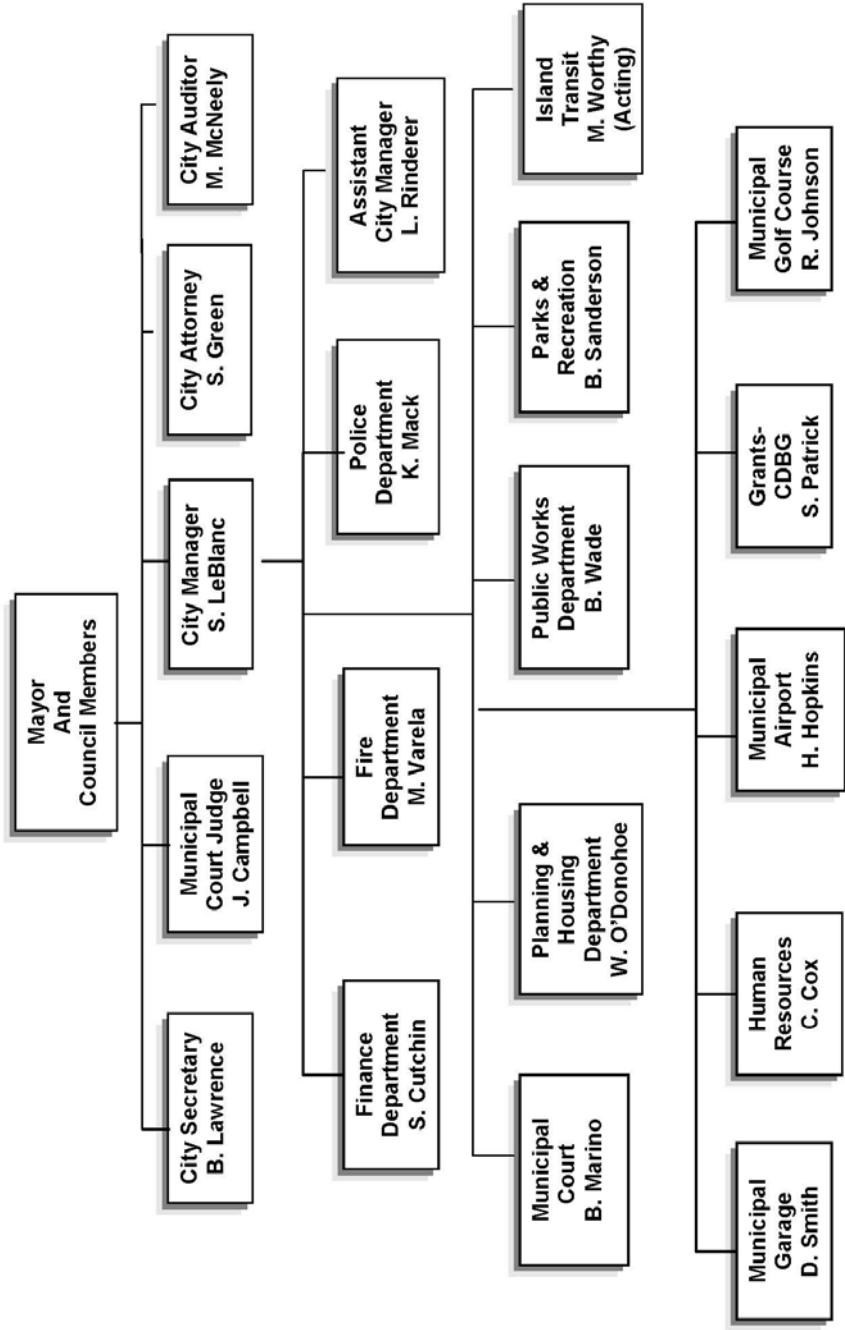 Mayor
And
Council Members
City Secretary
B. Lawrence
Municipal
Court Judge
J. Campbell
City Manager
S. LeBlanc
City Attorney
S. Green
City Auditor
M. McNeely
Finance
Department
S. Cutchin
Fire
Department
M. Varela
Police
Department
K. Mack
Assistant
City Manager
L. Rinderer
Municipal
Court
B. Marino
Planning &
Housing
Department
W. O'Donohoe
Public Works
Department
B. Wade
Parks &
Recreation
B. Sanderson
Island
Transit
M. Worthy
(Acting)
Municipal
Garage
D. Smith
Human
Resources
C. Cox
Municipal
Airport
H. Hopkins
Grants-
CDBG
S. Patrick
Municipal
Golf Course
R. Johnson